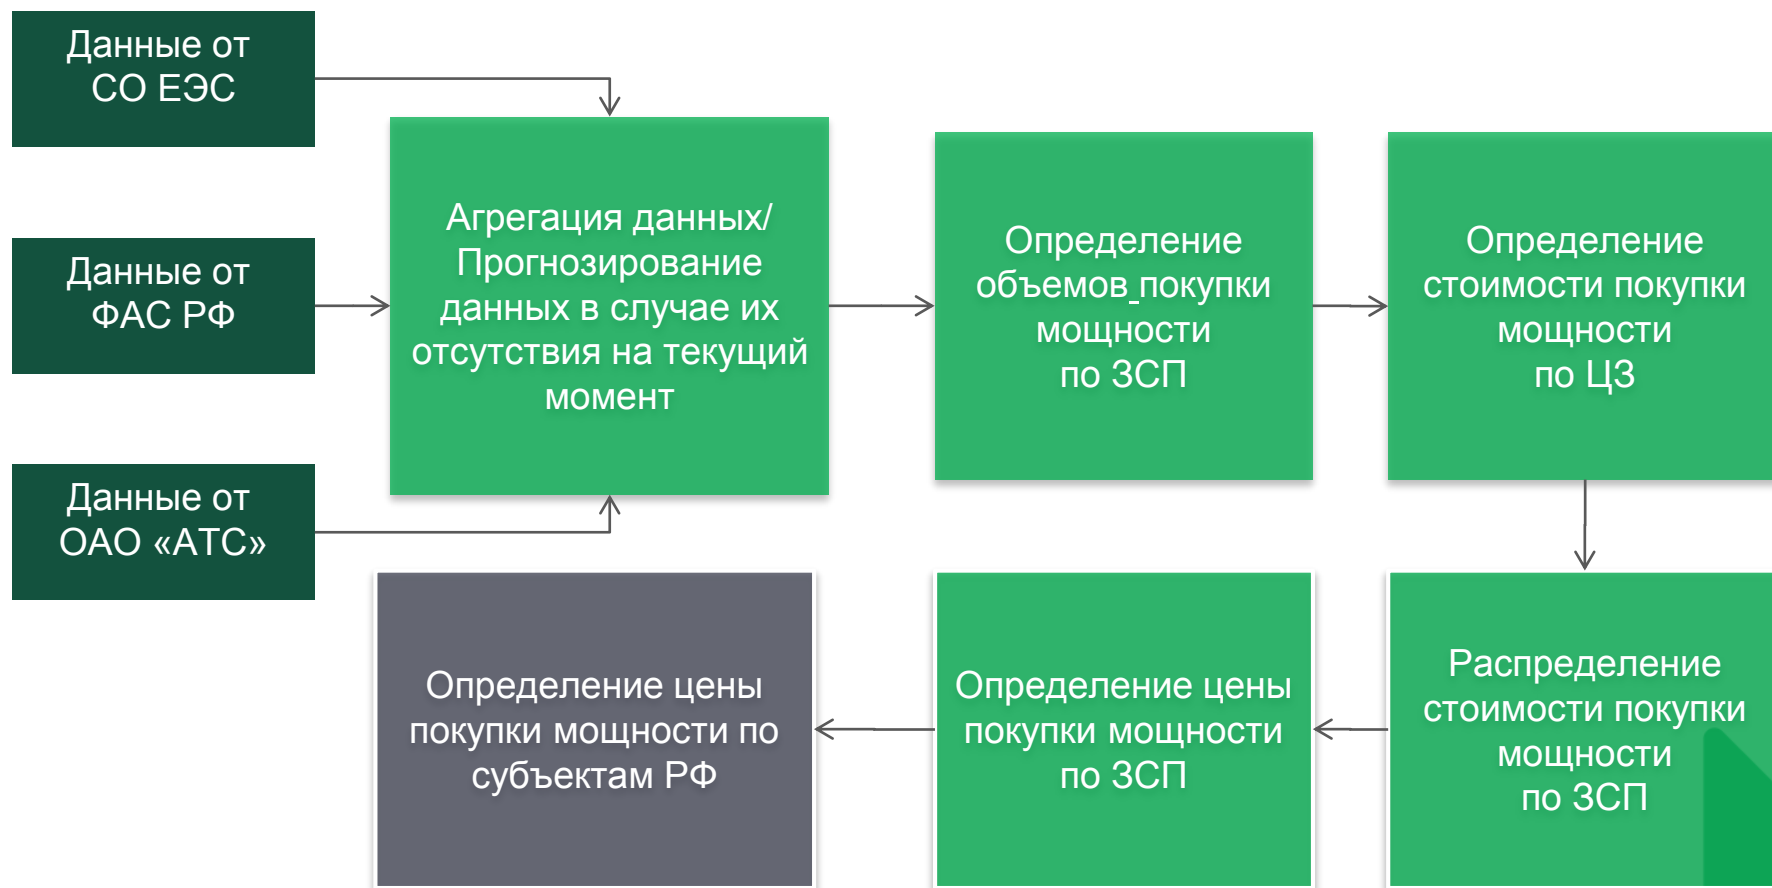 Данные от
СО ЕЭС
Данные от
ФАС РФ
Данные от
ОАО «АТС»
Агрегация данных/
Прогнозирование
данных в случае их
отсутствия на текущий
момент
Определение
объемов покупки
мощности
по ЗСП
Определение
стоимости покупки
мощности
по ЦЗ
Распределение
стоимости покупки
мощности
по ЗСП
Определение цены
покупки мощности
по ЗСП
Определение цены
покупки мощности по
субъектам РФ